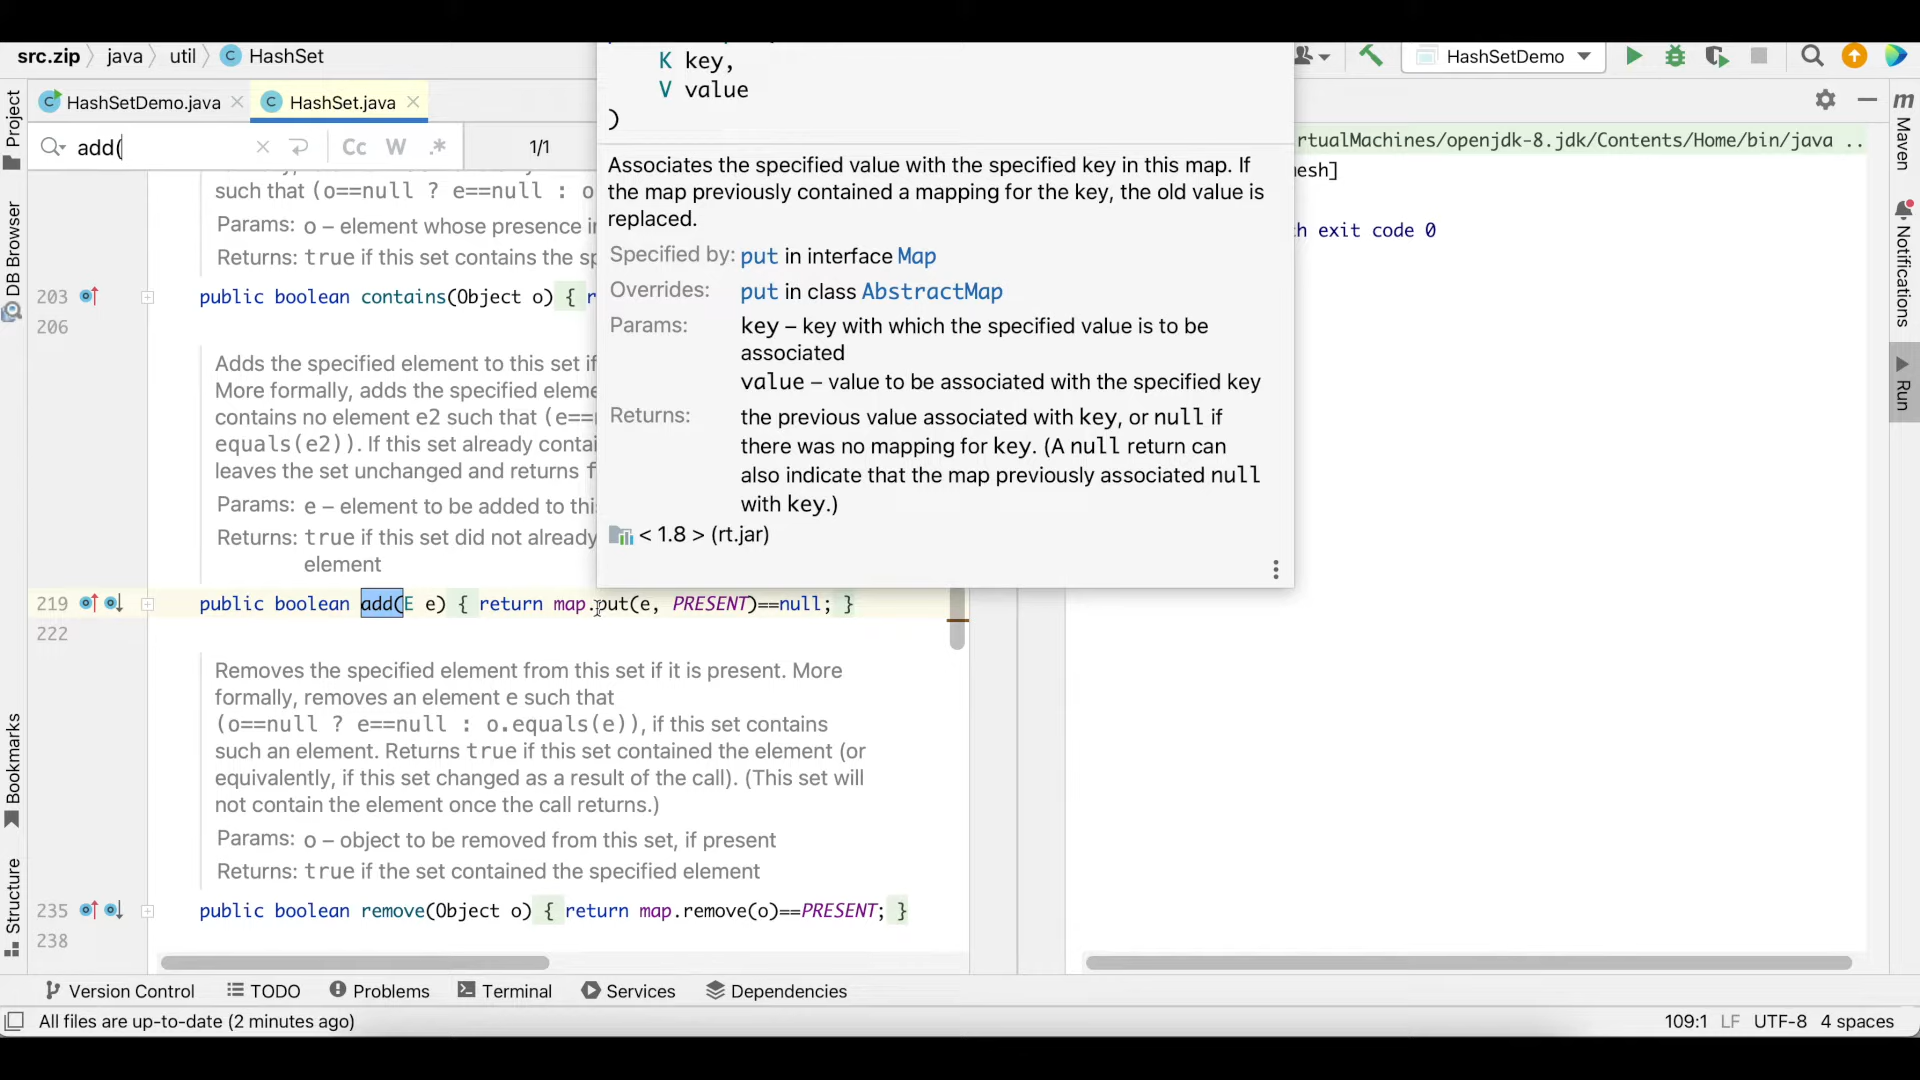 src.zip java util HashSet
HashSetDemo
HashSetDemo.java HashSet.java
add(
Cc W .* 1/1
K key,
V value
)
Associates the specified value with the specified key in this map. If
the map previously contained a mapping for the key, the old value is
replaced.
Specified by: put in interface Map
Overrides: put in class AbstractMap
Params: key – key with which the specified value is to be
associated
value – value to be associated with the specified key
Returns: the previous value associated with key, or null if
there was no mapping for key. (A null return can
also indicate that the map previously associated null
with key.)
< 1.8 > (rt.jar)
such that (o==null ? e==null : o
Params: o – element whose presence i
Returns: true if this set contains the sp
203 public boolean contains(Object o) { r
206
Adds the specified element to this set if
More formally, adds the specified eleme
contains no element e2 such that (e==
equals(e2)). If this set already contai
leaves the set unchanged and returns f
Params: e – element to be added to this
Returns: true if this set did not already
element
219 public boolean add(E e) { return map.put(e, PRESENT)==null; }
222
Removes the specified element from this set if it is present. More
formally, removes an element e such that
(o==null ? e==null : o.equals(e)), if this set contains
such an element. Returns true if this set contained the element (or
equivalently, if this set changed as a result of the call). (This set will
not contain the element once the call returns.)
Params: o – object to be removed from this set, if present
Returns: true if the set contained the specified element
235 public boolean remove(Object o) { return map.remove(o)==PRESENT; }
238
rtualMachines/openjdk-8.jdk/Contents/Home/bin/java ..
esh]
h exit code 0
Project
DB Browser
Bookmarks
Structure
m
Maven
Notifications
Run
Version Control TODO Problems Terminal Services Dependencies
All files are up-to-date (2 minutes ago) 109:1 LF UTF-8 4 spaces